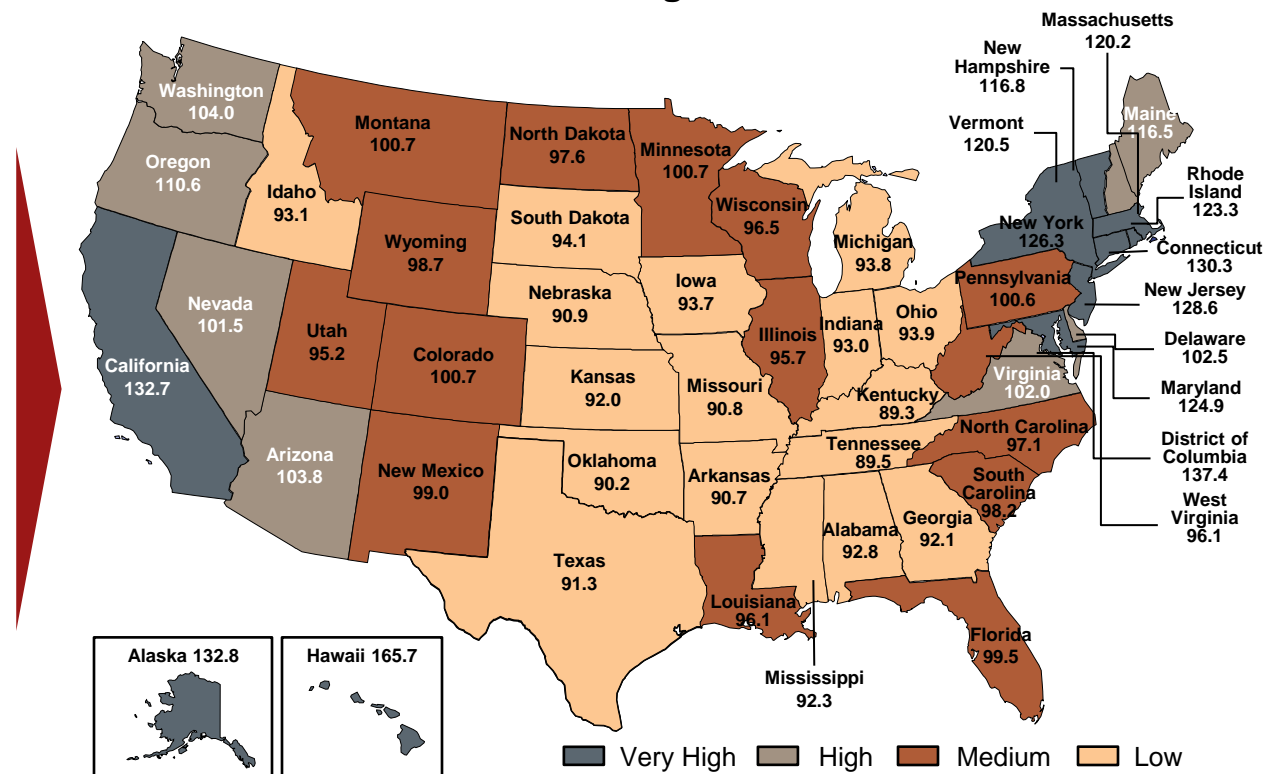 Massachusetts
120.2
New
Hampshire
116.8
Vermont
120.5
Maine
116.5
Rhode
Island
123.3
Washington
104.0
Montana
100.7
North Dakota
97.6
Minnesota
100.7
Oregon
110.6
Idaho
93.1
South Dakota
94.1
Wisconsin
96.5
Wyoming
98.7
Michigan
93.8
New York
126.3
Connecticut
130.3
Nevada
101.5
Nebraska
90.9
Iowa
93.7
Pennsylvania
100.6
New Jersey
128.6
Utah
95.2
Illinois
95.7
Indiana
93.0
Ohio
93.9
Delaware
102.5
California
132.7
Colorado
100.7
Kansas
92.0
Missouri
90.8
Kentucky
89.3
Virginia
102.0
Maryland
124.9
Arizona
103.8
New Mexico
99.0
Oklahoma
90.2
Arkansas
90.7
Tennessee
89.5
North Carolina
97.1
District of
Columbia
137.4
South
Carolina
98.2
West
Virginia
96.1
Texas
91.3
Alabama
92.8
Georgia
92.1
Louisiana
96.1
Florida
99.5
Mississippi
92.3
Alaska 132.8
Hawaii 165.7
Very High
High
Medium
Low